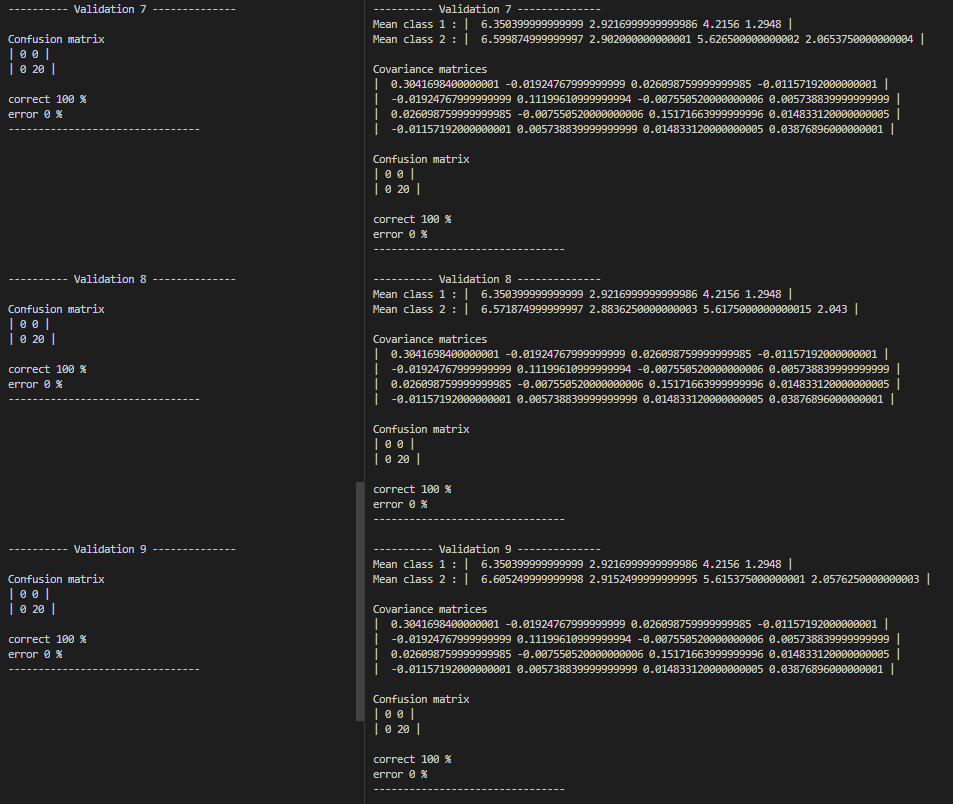 ---------- Validation 7 --------------
Confusion matrix
| 0 0 |
| 0 20 |
correct 100 %
error 0 %
--------------------------------
---------- Validation 8 --------------
Confusion matrix
| 0 0 |
| 0 20 |
correct 100 %
error 0 %
--------------------------------
---------- Validation 9 --------------
Confusion matrix
| 0 0 |
| 0 20 |
correct 100 %
error 0 %
--------------------------------
---------- Validation 7 --------------
Mean class 1 : | 6.350399999999999 2.9216999999999986 4.2156 1.2948 |
Mean class 2 : | 6.599874999999997 2.902000000000001 5.626500000000002 2.0653750000000004 |
Covariance matrices
| 0.3041698400000001 -0.01924767999999999 0.026098759999999985 -0.01157192000000001 |
| -0.01924767999999999 0.11199610999999994 -0.007550520000000006 0.005738839999999999 |
| 0.026098759999999985 -0.007550520000000006 0.15171663999999996 0.014833120000000005 |
| -0.01157192000000001 0.005738839999999999 0.014833120000000005 0.03876896000000001 |
Confusion matrix
| 0 0 |
| 0 20 |
correct 100 %
error 0 %
--------------------------------
---------- Validation 8 --------------
Mean class 1 : | 6.350399999999999 2.9216999999999986 4.2156 1.2948 |
Mean class 2 : | 6.571874999999997 2.8836250000000003 5.6175000000000015 2.043 |
Covariance matrices
| 0.3041698400000001 -0.01924767999999999 0.026098759999999985 -0.01157192000000001 |
| -0.01924767999999999 0.11199610999999994 -0.007550520000000006 0.005738839999999999 |
| 0.026098759999999985 -0.007550520000000006 0.15171663999999996 0.014833120000000005 |
| -0.01157192000000001 0.005738839999999999 0.014833120000000005 0.03876896000000001 |
Confusion matrix
| 0 0 |
| 0 20 |
correct 100 %
error 0 %
--------------------------------
---------- Validation 9 --------------
Mean class 1 : | 6.350399999999999 2.9216999999999986 4.2156 1.2948 |
Mean class 2 : | 6.605249999999998 2.9152499999999995 5.615375000000001 2.0576250000000003 |
Covariance matrices
| 0.3041698400000001 -0.01924767999999999 0.026098759999999985 -0.01157192000000001 |
| -0.01924767999999999 0.11199610999999994 -0.007550520000000006 0.005738839999999999 |
| 0.026098759999999985 -0.007550520000000006 0.15171663999999996 0.014833120000000005 |
| -0.01157192000000001 0.005738839999999999 0.014833120000000005 0.03876896000000001 |
Confusion matrix
| 0 0 |
| 0 20 |
correct 100 %
error 0 %
--------------------------------